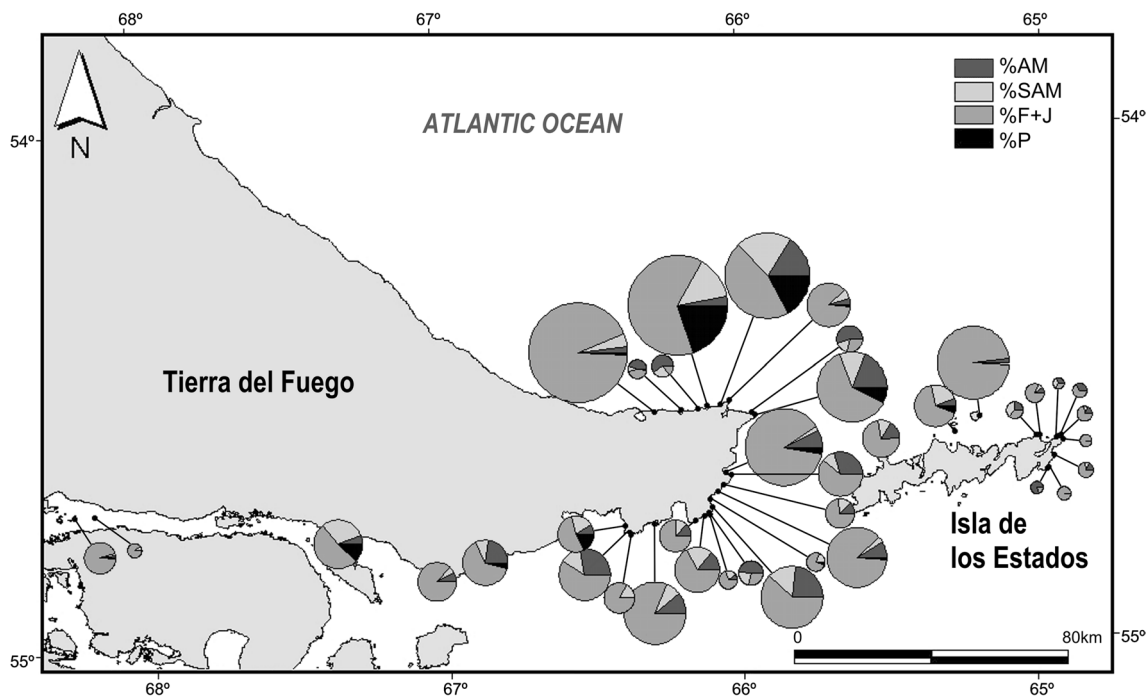 68º 67º 66º 65º
%AM
%SAM
%F+J
%P
ATLANTIC OCEAN
54º 54º
N
Tierra del Fuego
Isla de
los Estados
0 80km
55º 55º
68º 67º 66º 65º